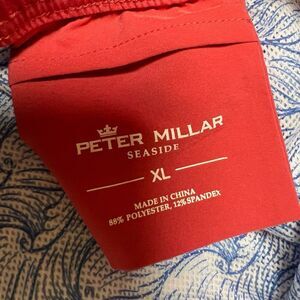 PETER MILLAR
SEASIDE
XL
MADE IN CHINA
88% POLYESTER, 12% SPANDEX